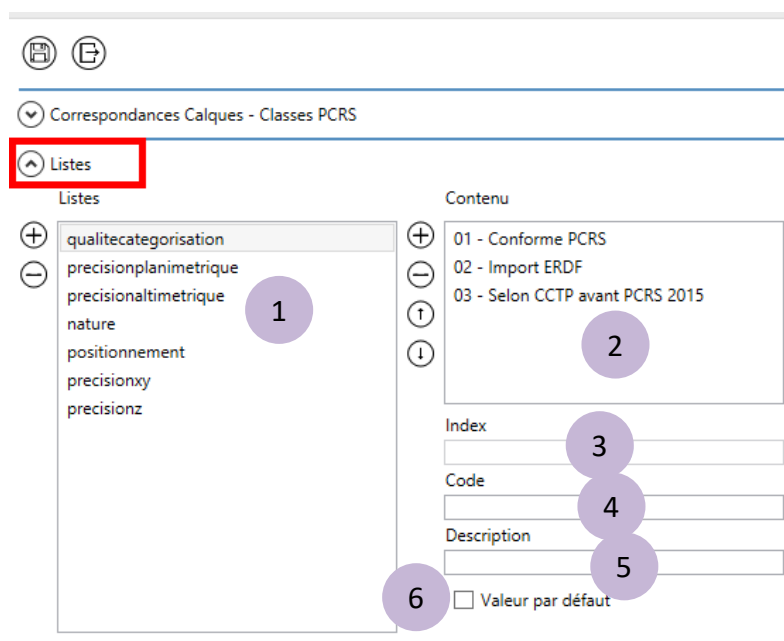 Correspondances Calques - Classes PCRS
Listes
Listes
qualitecategorisation
precisionplanimetrique
precisionaltimetrique
nature
positionnement
precisionxy
precisionz
1
Contenu
01 - Conforme PCRS
02 - Import ERDF
03 - Selon CCTP avant PCRS 2015
2
Index
3
Code
4
Description
5
6
Valeur par défaut